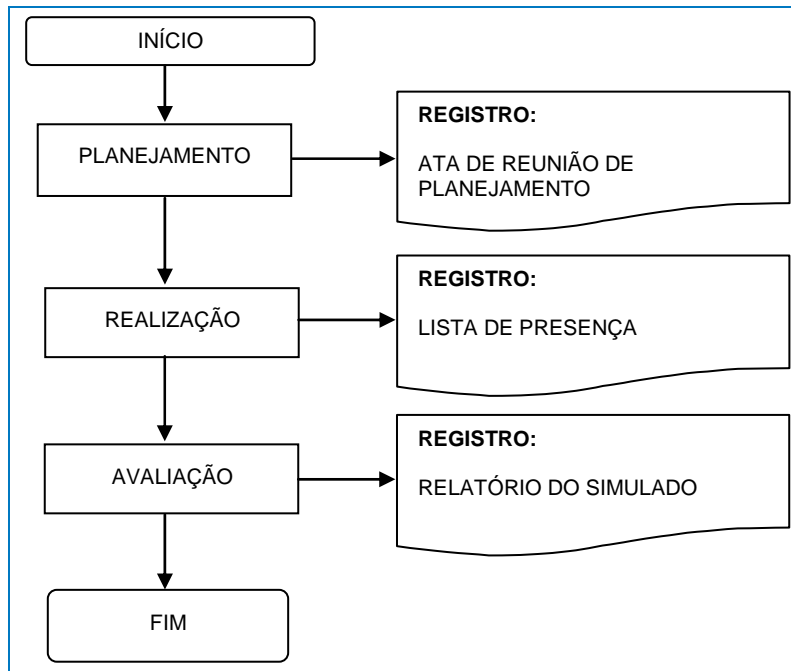 INÍCIO
PLANEJAMENTO
REGISTRO:
ATA DE REUNIÃO DE
PLANEJAMENTO
REALIZAÇÃO
REGISTRO:
LISTA DE PRESENÇA
AVALIAÇÃO
REGISTRO:
RELATÓRIO DO SIMULADO
FIM